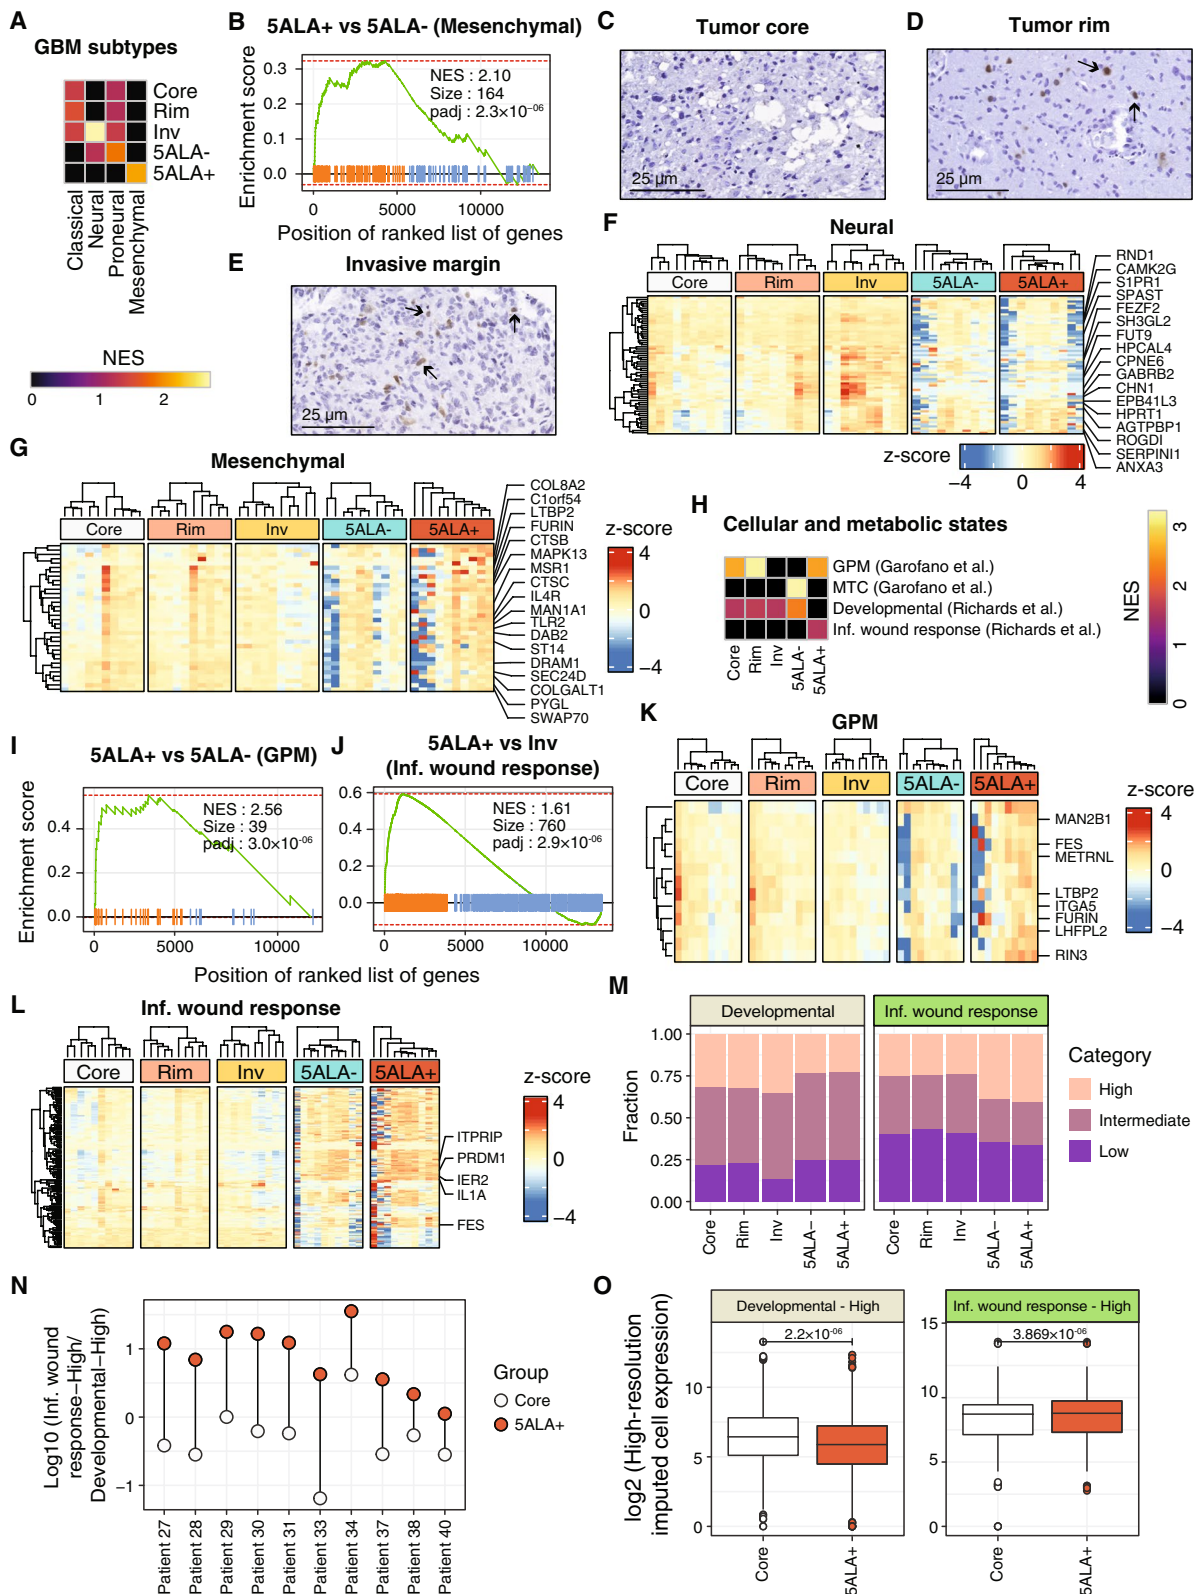 A
GBM subtypes
Core
Rim
Inv
5ALA-
5ALA+
Classical
Neural
Proneural
Mesenchymal
NES
0
1
2
B
5ALA+ vs 5ALA- (Mesenchymal)
Enrichment score
0.3
0.2
0.1
0.0
NES : 2.10
Size : 164
padj : 2.3×10⁻⁰⁶
0
5000
10000
Position of ranked list of genes
C
Tumor core
25 µm
D
Tumor rim
25 µm
E
Invasive margin
25 µm
F
Neural
Core
Rim
Inv
5ALA-
5ALA+
RND1
CAMK2G
S1PR1
SPAST
FEZF2
SH3GL2
FUT9
HPCAL4
CPNE6
GABRB2
CHN1
EPB41L3
HPRT1
AGTPBP1
ROGDI
SERPINI1
ANXA3
z-score
−4
0
4
G
Mesenchymal
Core
Rim
Inv
5ALA-
5ALA+
COL8A2
C1orf54
LTBP2
FURIN
CTSB
MAPK13
MSR1
CTSC
IL4R
MAN1A1
TLR2
DAB2
ST14
DRAM1
SEC24D
COLGALT1
PYGL
SWAP70
z-score
4
0
−4
H
Cellular and metabolic states
GPM (Garofano et al.)
MTC (Garofano et al.)
Developmental (Richards et al.)
Inf. wound response (Richards et al.)
Core
Rim
Inv
5ALA-
5ALA+
NES
0
1
2
3
I
5ALA+ vs 5ALA- (GPM)
Enrichment score
0.4
0.2
0.0
NES : 2.56
Size : 39
padj : 3.0×10⁻⁰⁶
0
5000
10000
J
5ALA+ vs Inv
(Inf. wound response)
0.6
0.4
0.2
0.0
NES : 1.61
Size : 760
padj : 2.9×10⁻⁰⁶
0
5000
10000
Position of ranked list of genes
K
GPM
Core
Rim
Inv
5ALA-
5ALA+
MAN2B1
FES
METRNL
LTBP2
ITGA5
FURIN
LHFPL2
RIN3
z-score
4
2
0
−2
−4
L
Inf. wound response
Core
Rim
Inv
5ALA-
5ALA+
ITPRIP
PRDM1
IER2
IL1A
FES
z-score
4
2
0
−2
−4
M
Developmental
Inf. wound response
Fraction
1.00
0.75
0.50
0.25
0.00
Core
Rim
Inv
5ALA−
5ALA+
Core
Rim
Inv
5ALA−
5ALA+
Category
High
Intermediate
Low
N
Log10 (Inf. wound
response−High/
Developmental−High)
1
0
−1
Patient 27
Patient 28
Patient 29
Patient 30
Patient 31
Patient 33
Patient 34
Patient 37
Patient 38
Patient 40
Group
Core
5ALA+
O
log2 (High-resolution
imputed cell expression)
Developmental - High
2.2×10⁻⁰⁶
10
5
0
Core
5ALA+
Inf. wound response - High
3.869×10⁻⁰⁶
15
10
5
0
Core
5ALA+